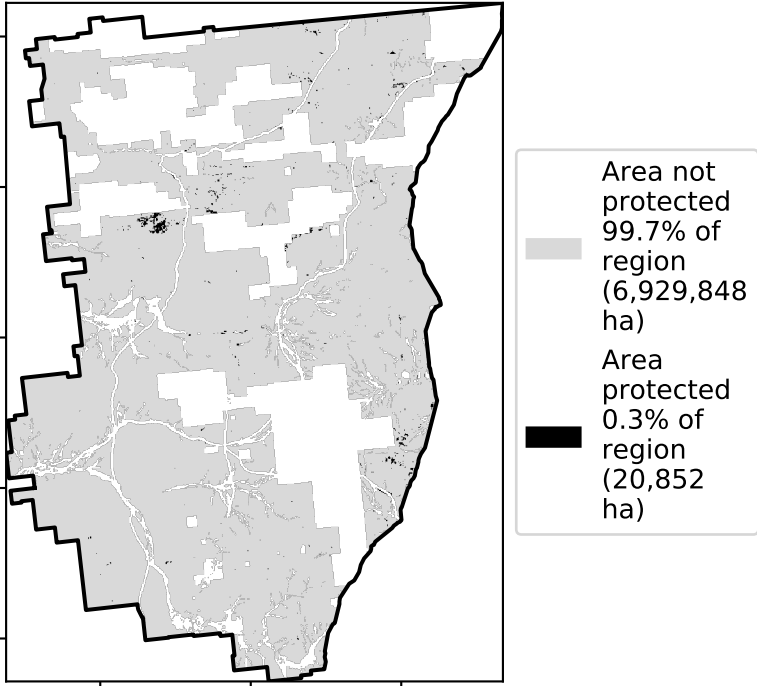 Area not
protected
99.7% of
region
(6,929,848
ha)
Area
protected
0.3% of
region
(20,852
ha)